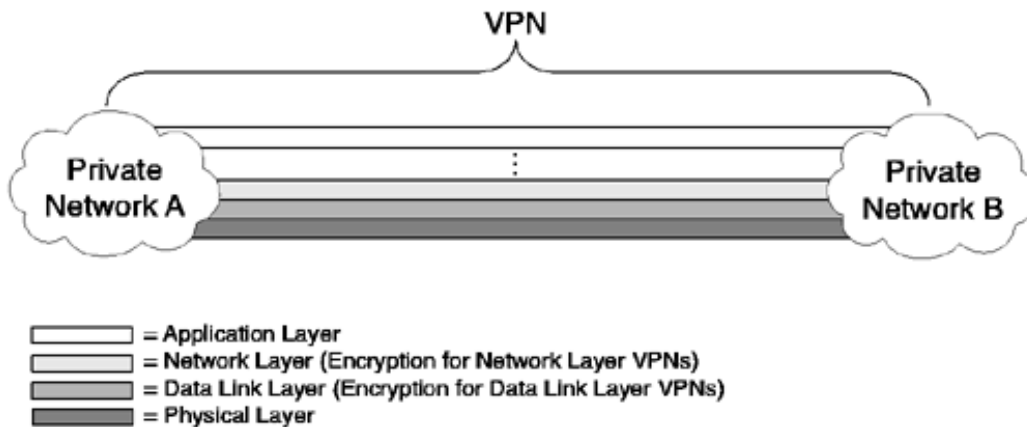 VPN
Private
Network A
Private
Network B
= Application Layer
= Network Layer (Encryption for Network Layer VPNs)
= Data Link Layer (Encryption for Data Link Layer VPNs)
= Physical Layer